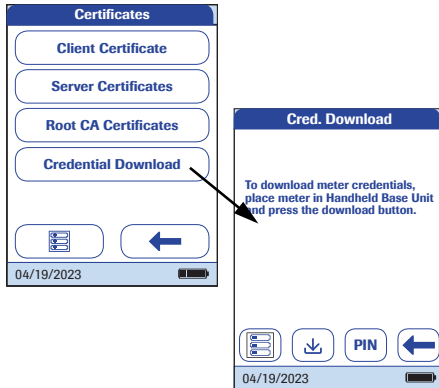 Certificates
Client Certificate
Server Certificates
Root CA Certificates
Credential Download
04/19/2023
Cred. Download
To download meter credentials,
place meter in Handheld Base Unit
and press the download button.
PIN
04/19/2023